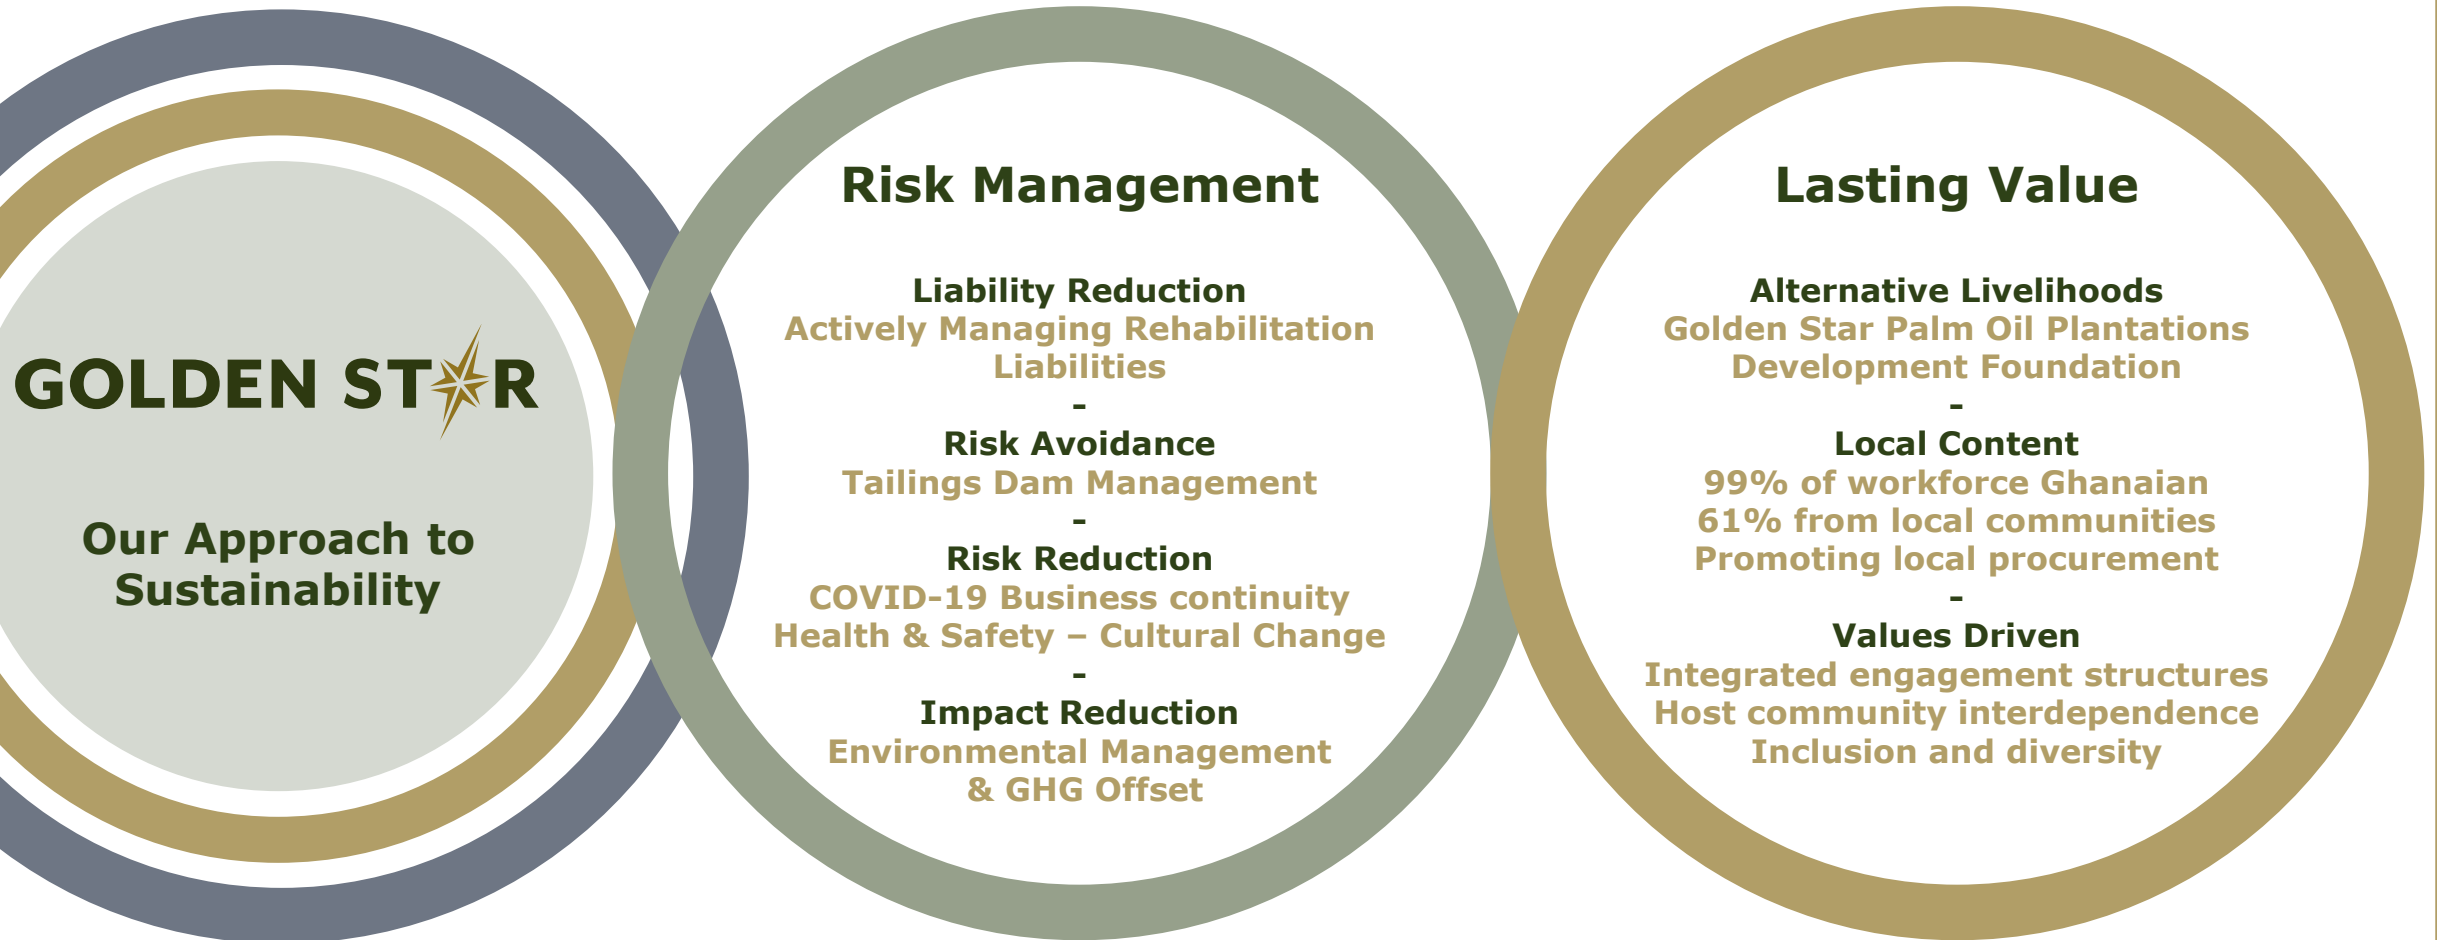 GOLDEN STAR
Our Approach to
Sustainability
Risk Management
Liability Reduction
Actively Managing Rehabilitation
Liabilities
-
Risk Avoidance
Tailings Dam Management
-
Risk Reduction
COVID-19 Business continuity
Health & Safety – Cultural Change
-
Impact Reduction
Environmental Management
& GHG Offset
Lasting Value
Alternative Livelihoods
Golden Star Palm Oil Plantations
Development Foundation
-
Local Content
99% of workforce Ghanaian
61% from local communities
Promoting local procurement
-
Values Driven
Integrated engagement structures
Host community interdependence
Inclusion and diversity